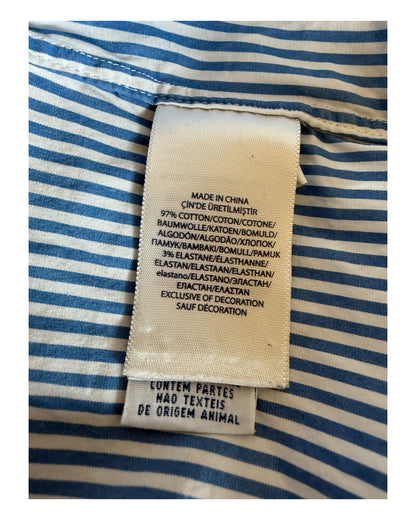 MADE IN CHINA
ÇİN'DE ÜRETİLMİŞTİR
97% COTTON/COTON/COTONE/
BAUMWOLLE/KATOEN/BOMULD/
ALGODÓN/ALGODÃO/ХЛОПОК/
ПАМУК/ΒΑΜΒΑΚΙ/BOMULL/PAMUK
3% ELASTANE/ÉLASTHANNE/
ELASTAN/ELASTAAN/ELASTHAN/
elastano/ELASTANO/ЭЛАСТАН/
ЕЛАСТАН/ΕΛΑΣΤΑΝ
EXCLUSIVE OF DECORATION
SAUF DÉCORATION
CONTÉM PARTES
NÃO TEXTEIS
DE ORIGEM ANIMAL